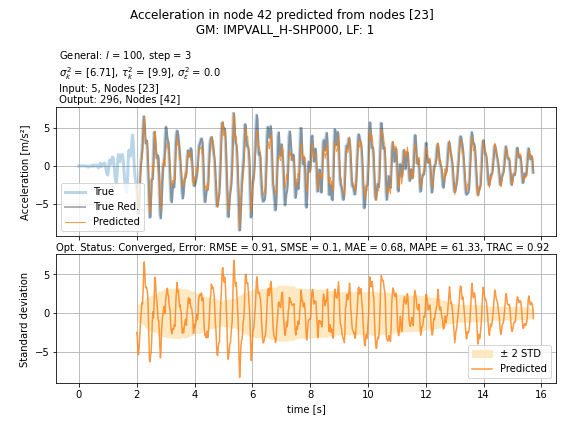 Acceleration in node 42 predicted from nodes [23]
GM: IMPVALL_H-SHP000, LF: 1
General: l = 100, step = 3
σ²ₖ = [6.71], τ²ₖ = [9.9], σ²ε = 0.0
Input: 5, Nodes [23]
Output: 296, Nodes [42]
Acceleration [m/s²]
5
0
−5
True
True Red.
Predicted
Opt. Status: Converged, Error: RMSE = 0.91, SMSE = 0.1, MAE = 0.68, MAPE = 61.33, TRAC = 0.92
Standard deviation
5
0
−5
± 2 STD
Predicted
0 2 4 6 8 10 12 14 16
time [s]